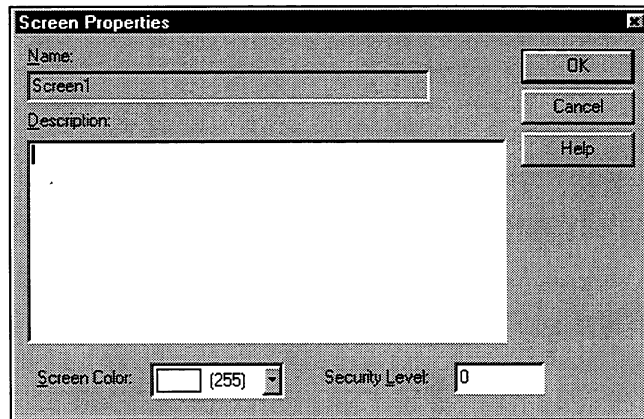 Screen Properties
Name:
Screen1
OK
Cancel
Description:
Help
Screen Color:
(255)
Security Level:
0